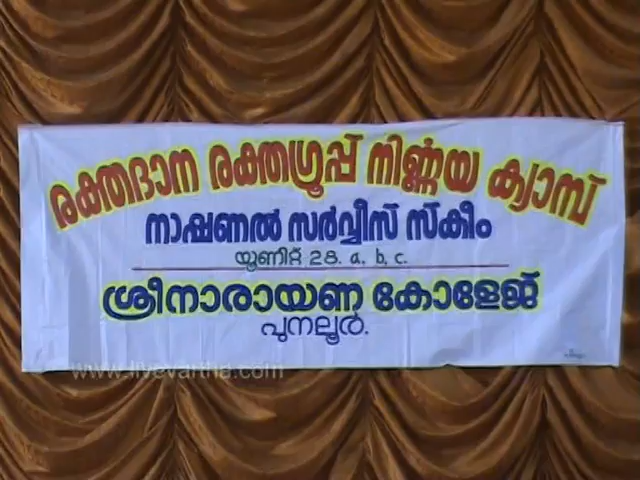 രക്തദാന രക്തഗ്രൂപ്പ് നിർണ്ണയ ക്യാമ്പ്
നാഷണൽ സർവ്വീസ് സ്കീം
യൂണിറ്റ് 28. a, b, c.
ശ്രീനാരായണ കോളേജ്
പുനലൂർ.
www.livevartha.com